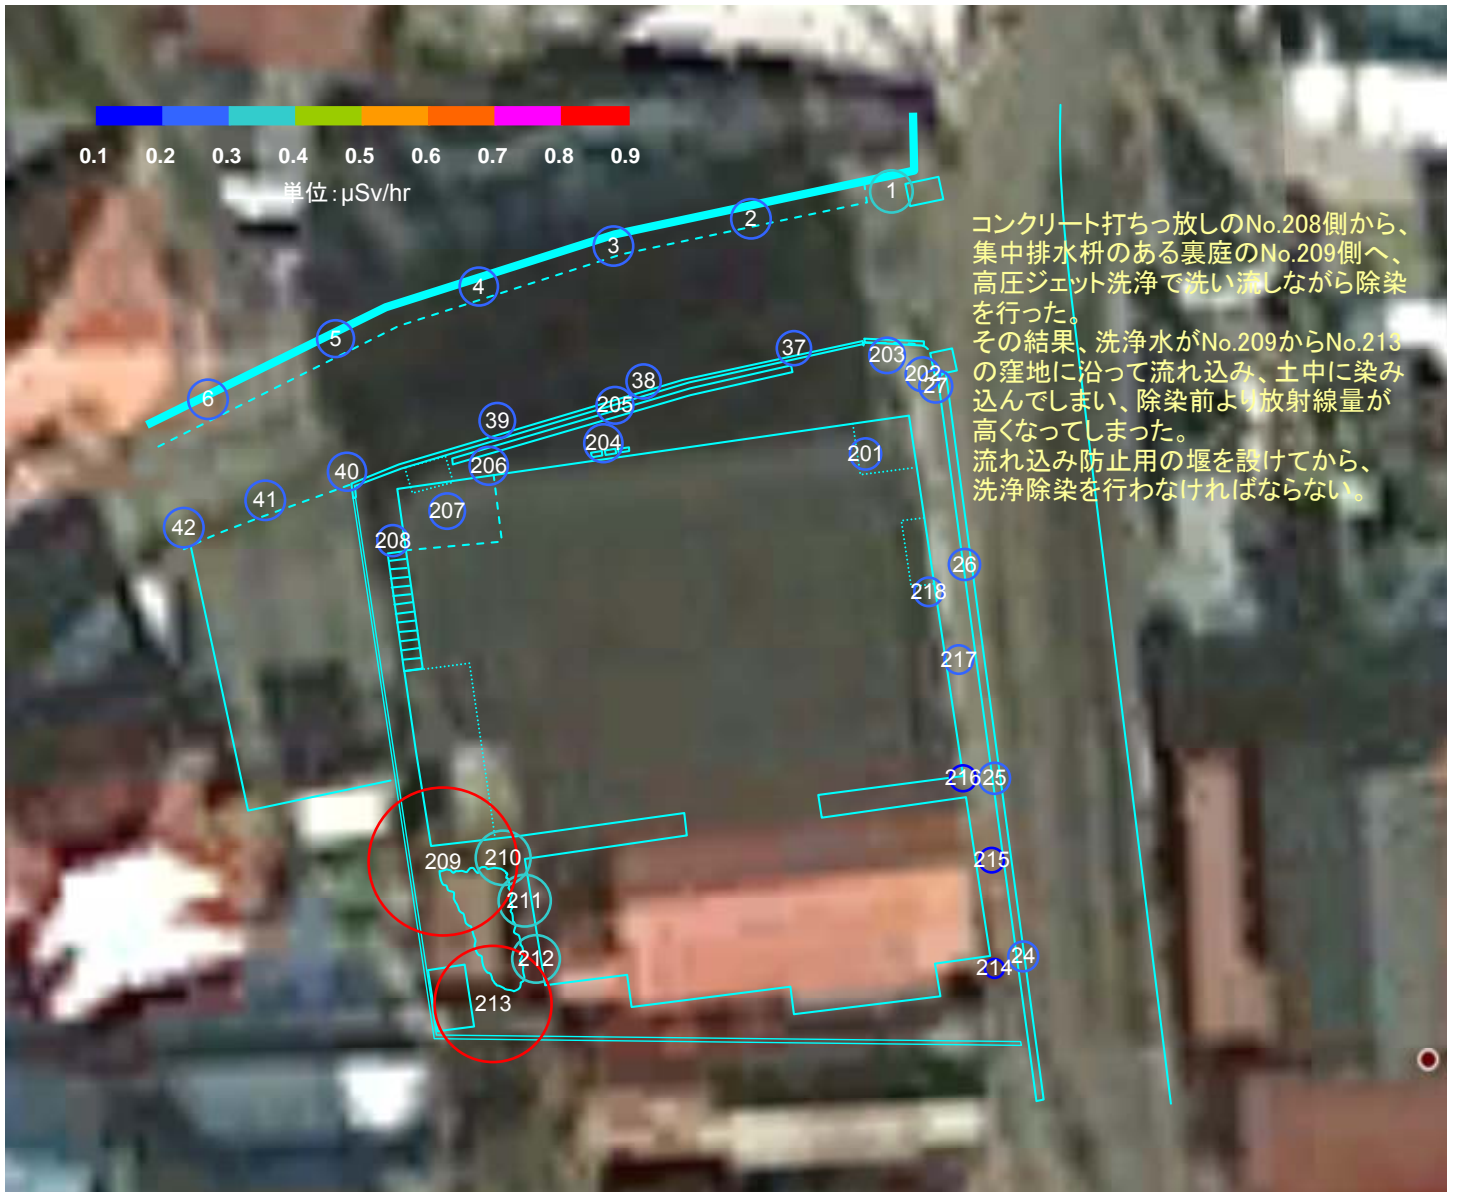 0.1 0.2 0.3 0.4 0.5 0.6 0.7 0.8 0.9
単位:μSv/hr
コンクリート打ちっ放しのNo.208側から、
集中排水枡のある裏庭のNo.209側へ、
高圧ジェット洗浄で洗い流しながら除染
を行った。
その結果、洗浄水がNo.209からNo.213
の窪地に沿って流れ込み、土中に染み
込んでしまい、除染前より放射線量が
高くなってしまった。
流れ込み防止用の堰を設けてから、
洗浄除染を行わなければならない。
1
2
3
4
5
6
37
203
202
27
38
205
39
204
201
206
40
41
207
42
208
26
218
217
216
25
215
209
210
211
212
24
214
213